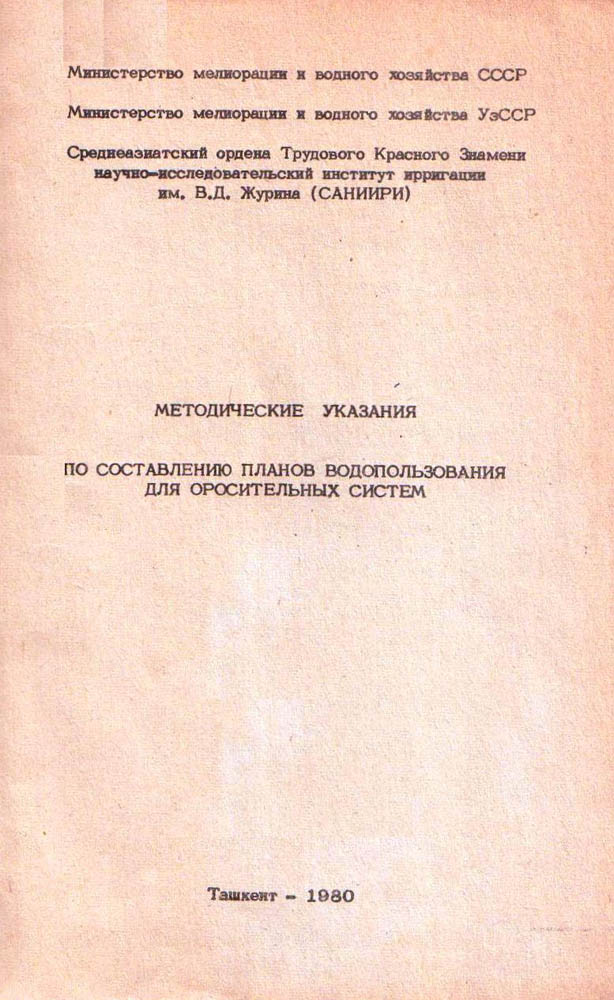 Министерство мелиорации и водного хозяйства СССР
Министерство мелиорации и водного хозяйства УзССР
Среднеазиатский ордена Трудового Красного Знамени
научно-исследовательский институт ирригации
им. В.Д. Журина (САНИИРИ)
МЕТОДИЧЕСКИЕ УКАЗАНИЯ
ПО СОСТАВЛЕНИЮ ПЛАНОВ ВОДОПОЛЬЗОВАНИЯ
ДЛЯ ОРОСИТЕЛЬНЫХ СИСТЕМ
Ташкент - 1980